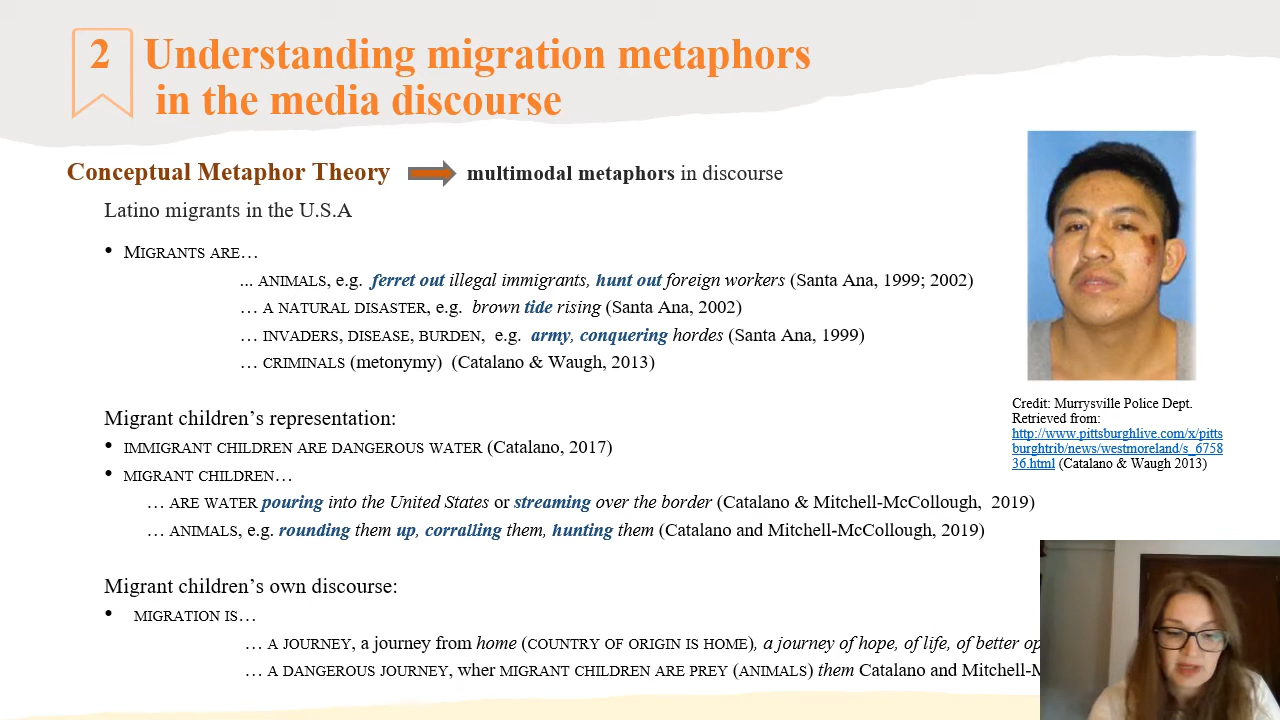 2
Understanding migration metaphors
in the media discourse
Conceptual Metaphor Theory
multimodal metaphors in discourse
Latino migrants in the U.S.A
• MIGRANTS ARE…
... ANIMALS, e.g. ferret out illegal immigrants, hunt out foreign workers (Santa Ana, 1999; 2002)
… A NATURAL DISASTER, e.g. brown tide rising (Santa Ana, 2002)
… INVADERS, DISEASE, BURDEN, e.g. army, conquering hordes (Santa Ana, 1999)
… CRIMINALS (metonymy) (Catalano & Waugh, 2013)
Credit: Murrysville Police Dept.
Retrieved from:
http://www.pittsburghlive.com/x/pitts
burghtrib/news/westmoreland/s_6758
36.html (Catalano & Waugh 2013)
Migrant children’s representation:
• IMMIGRANT CHILDREN ARE DANGEROUS WATER (Catalano, 2017)
• MIGRANT CHILDREN…
… ARE WATER pouring into the United States or streaming over the border (Catalano & Mitchell-McCollough, 2019)
… ANIMALS, e.g. rounding them up, corralling them, hunting them (Catalano and Mitchell-McCollough, 2019)
Migrant children’s own discourse:
• MIGRATION IS…
… A JOURNEY, a journey from home (COUNTRY OF ORIGIN IS HOME), a journey of hope, of life, of better
… A DANGEROUS JOURNEY, wher MIGRANT CHILDREN ARE PREY (ANIMALS) them Catalano and